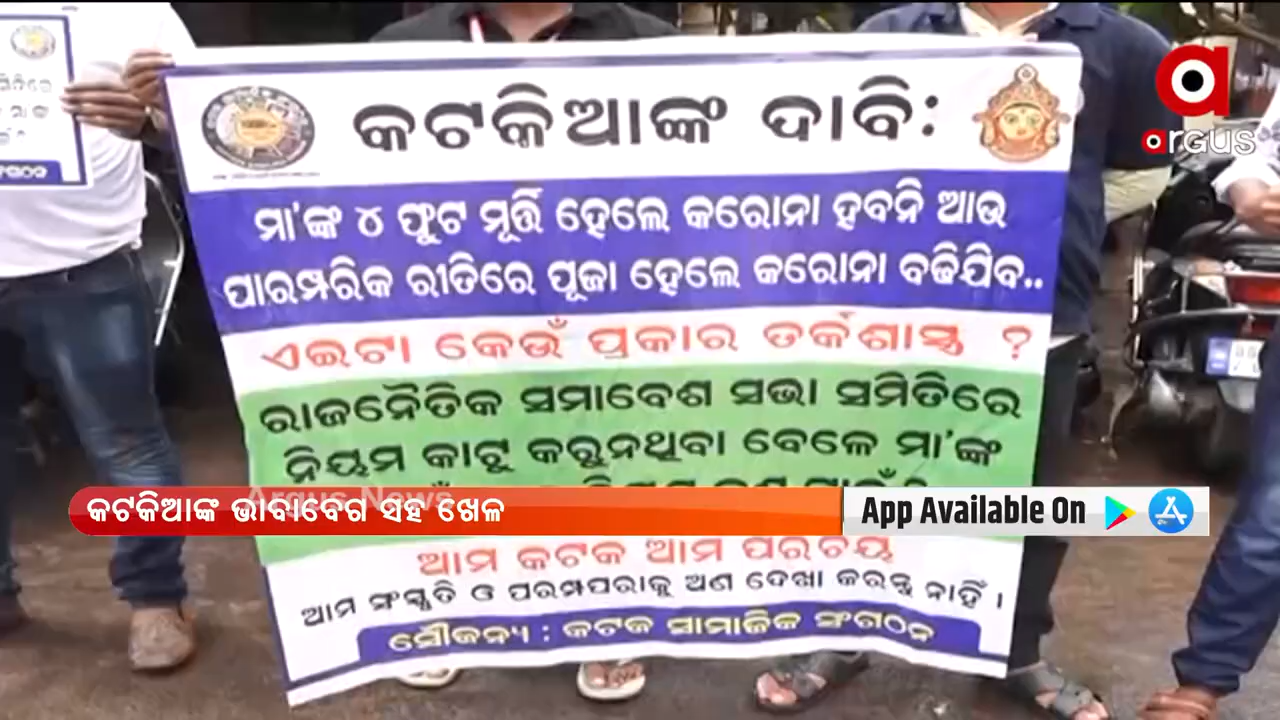 କଟକିଆଙ୍କ ଦାବି:
ମା'ଙ୍କ ୪ ଫୁଟ ମୂର୍ତ୍ତି ହେଲେ କରୋନା ହବନି ଆଉ
ପାରମ୍ପରିକ ରୀତିରେ ପୂଜା ହେଲେ କରୋନା ବଢିଯିବ..
ଏଇଟା କେଉଁ ପ୍ରକାର ତର୍କଶାସ୍ତ୍ର ?
ରାଜନୈତିକ ସମାବେଶ ସଭା ସମିତିରେ
ନିୟମ କାଟୁ କରୁନଥିବା ବେଳେ ମା'ଙ୍କ
ଆମ କଟକ ଆମ ପରିଚୟ
ଆମ ସଂସ୍କୃତି ଓ ପରମ୍ପରାକୁ ଅଣ ଦେଖା କରନ୍ତୁ ନାହିଁ ।
ସୌଜନ୍ୟ : କଟକ ସାମାଜିକ ସଂଗଠନ
argus
Argus News
କଟକିଆଙ୍କ ଭାବାବେଗ ସହ ଖେଳ
App Available On